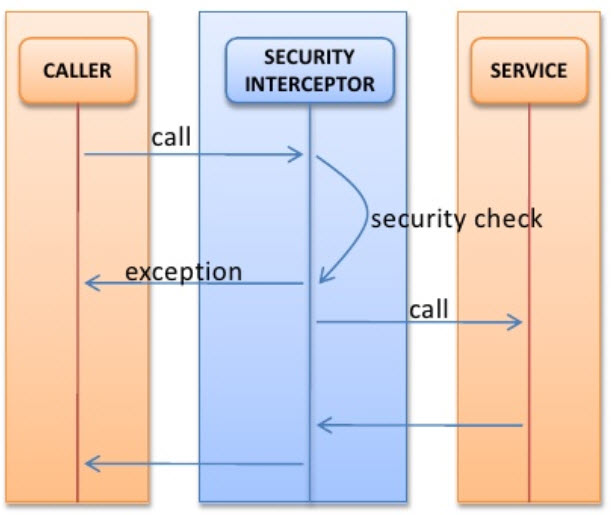 CALLER
SECURITY
INTERCEPTOR
SERVICE
call
security check
exception
call